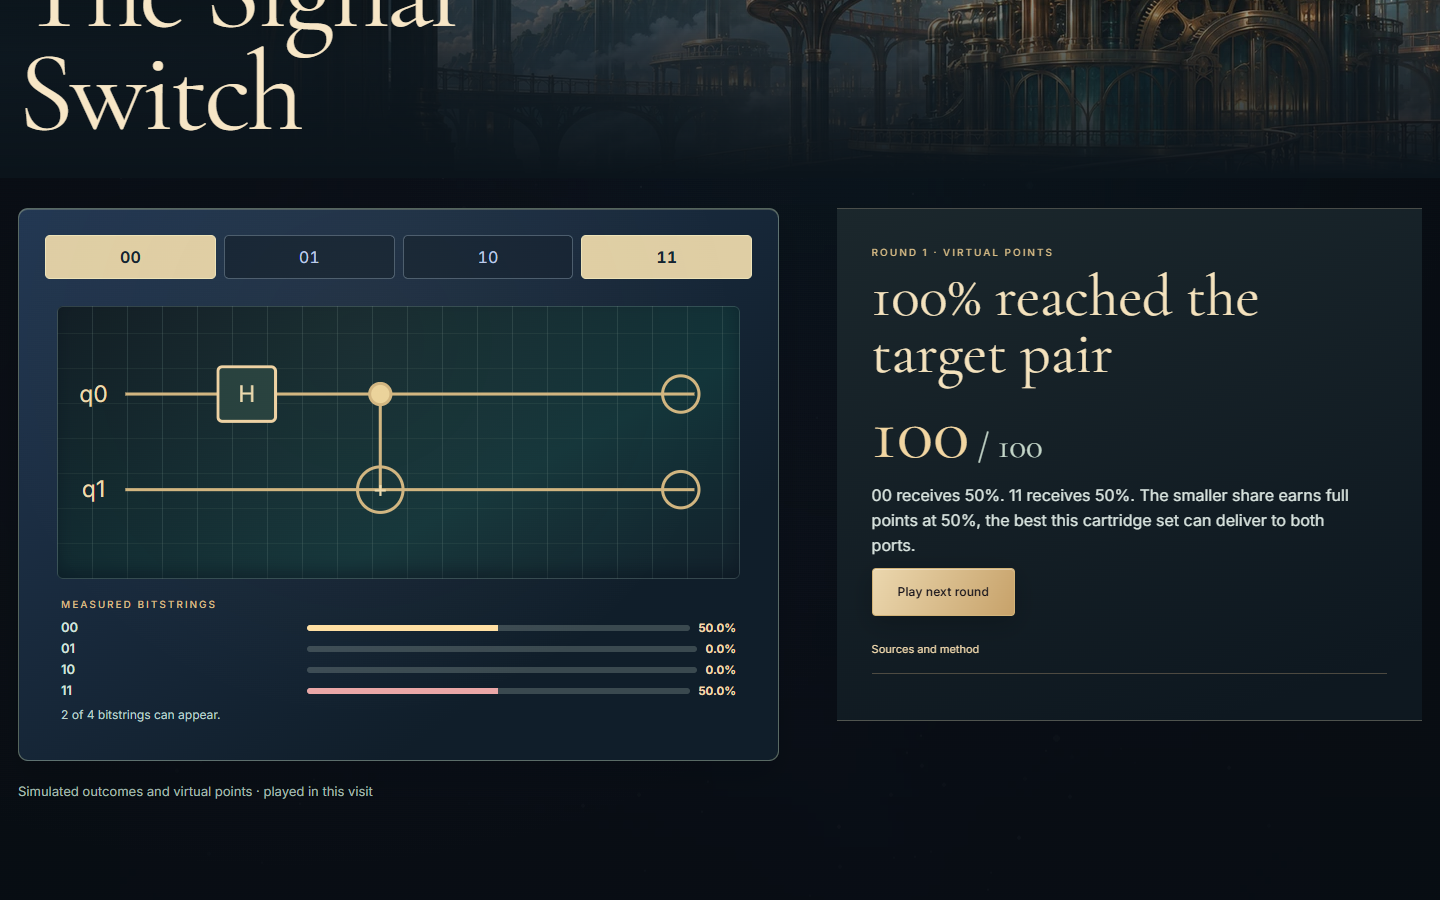 The Signal
Switch
00
01
10
11
q0
H
q1
+
MEASURED BITSTRINGS
00 50.0%
01 0.0%
10 0.0%
11 50.0%
2 of 4 bitstrings can appear.
Simulated outcomes and virtual points · played in this visit
ROUND 1 · VIRTUAL POINTS
100% reached the
target pair
100 / 100
00 receives 50%. 11 receives 50%. The smaller share earns full
points at 50%, the best this cartridge set can deliver to both
ports.
Play next round
Sources and method